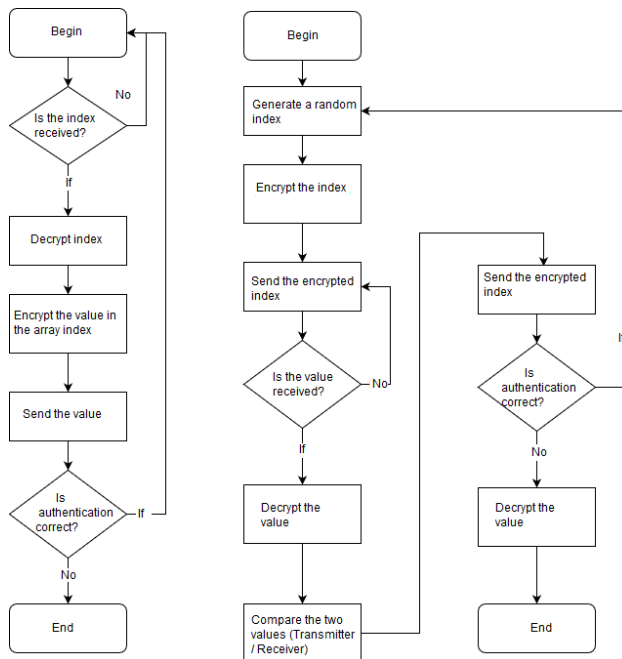 Begin
No
Is the index
received?
If
Decrypt index
Encrypt the value in
the array index
Send the value
Is
authentication
correct?
If
No
End
Begin
Generate a random
index
Encrypt the index
Send the encrypted
index
Is the value
received?
No
If
Decrypt the
value
Compare the two
values (Transmitter
/ Receiver)
Send the encrypted
index
Is
authentication
correct?
If
No
Decrypt the
value
End